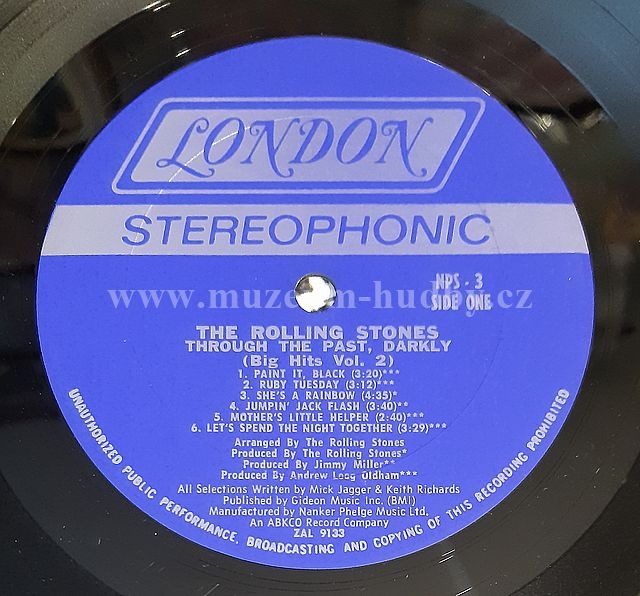 LONDON
STEREOPHONIC
NPS - 3
SIDE ONE
www.muzeum-hudby.cz
THE ROLLING STONES
THROUGH THE PAST, DARKLY
(Big Hits Vol. 2)
1. PAINT IT, BLACK (3:20)***
2. RUBY TUESDAY (3:12)***
3. SHE'S A RAINBOW (4:35)*
4. JUMPIN' JACK FLASH (3:40)**
5. MOTHER'S LITTLE HELPER (2:40)***
6. LET'S SPEND THE NIGHT TOGETHER (3:29)***
Arranged By The Rolling Stones
Produced By The Rolling Stones*
Produced By Jimmy Miller**
Produced By Andrew Loog Oldham***
All Selections Written by Mick Jagger & Keith Richards
Published by Gideon Music Inc. (BMI)
Manufactured by Nanker Phelge Music Ltd.
An ABKCO Record Company
ZAL 9133
UNAUTHORIZED PUBLIC PERFORMANCE, BROADCASTING AND COPYING OF THIS RECORDING PROHIBITED